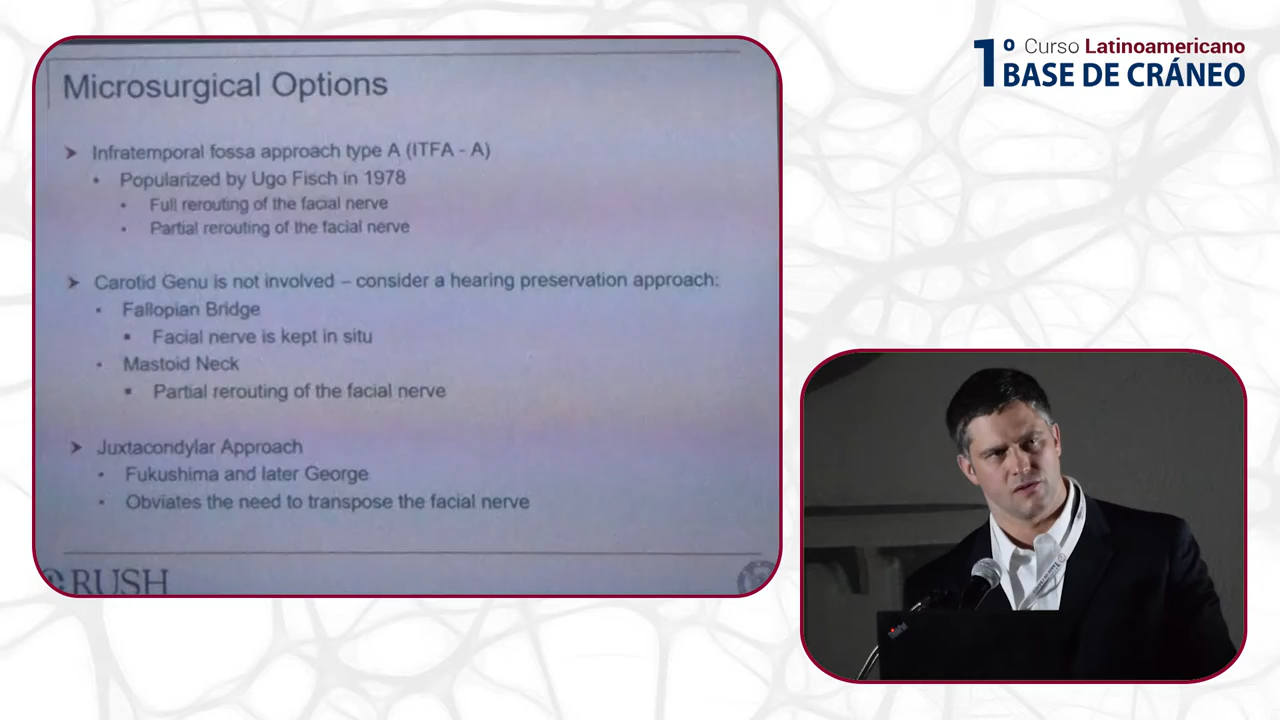 Microsurgical Options
➤ Infratemporal fossa approach type A (ITFA - A)
• Popularized by Ugo Fisch in 1978
• Full rerouting of the facial nerve
• Partial rerouting of the facial nerve
➤ Carotid Genu is not involved – consider a hearing preservation approach:
• Fallopian Bridge
▪ Facial nerve is kept in situ
• Mastoid Neck
▪ Partial rerouting of the facial nerve
➤ Juxtacondylar Approach
• Fukushima and later George
• Obviates the need to transpose the facial nerve
RUSH
1º Curso Latinoamericano
BASE DE CRÁNEO
ThinkPad